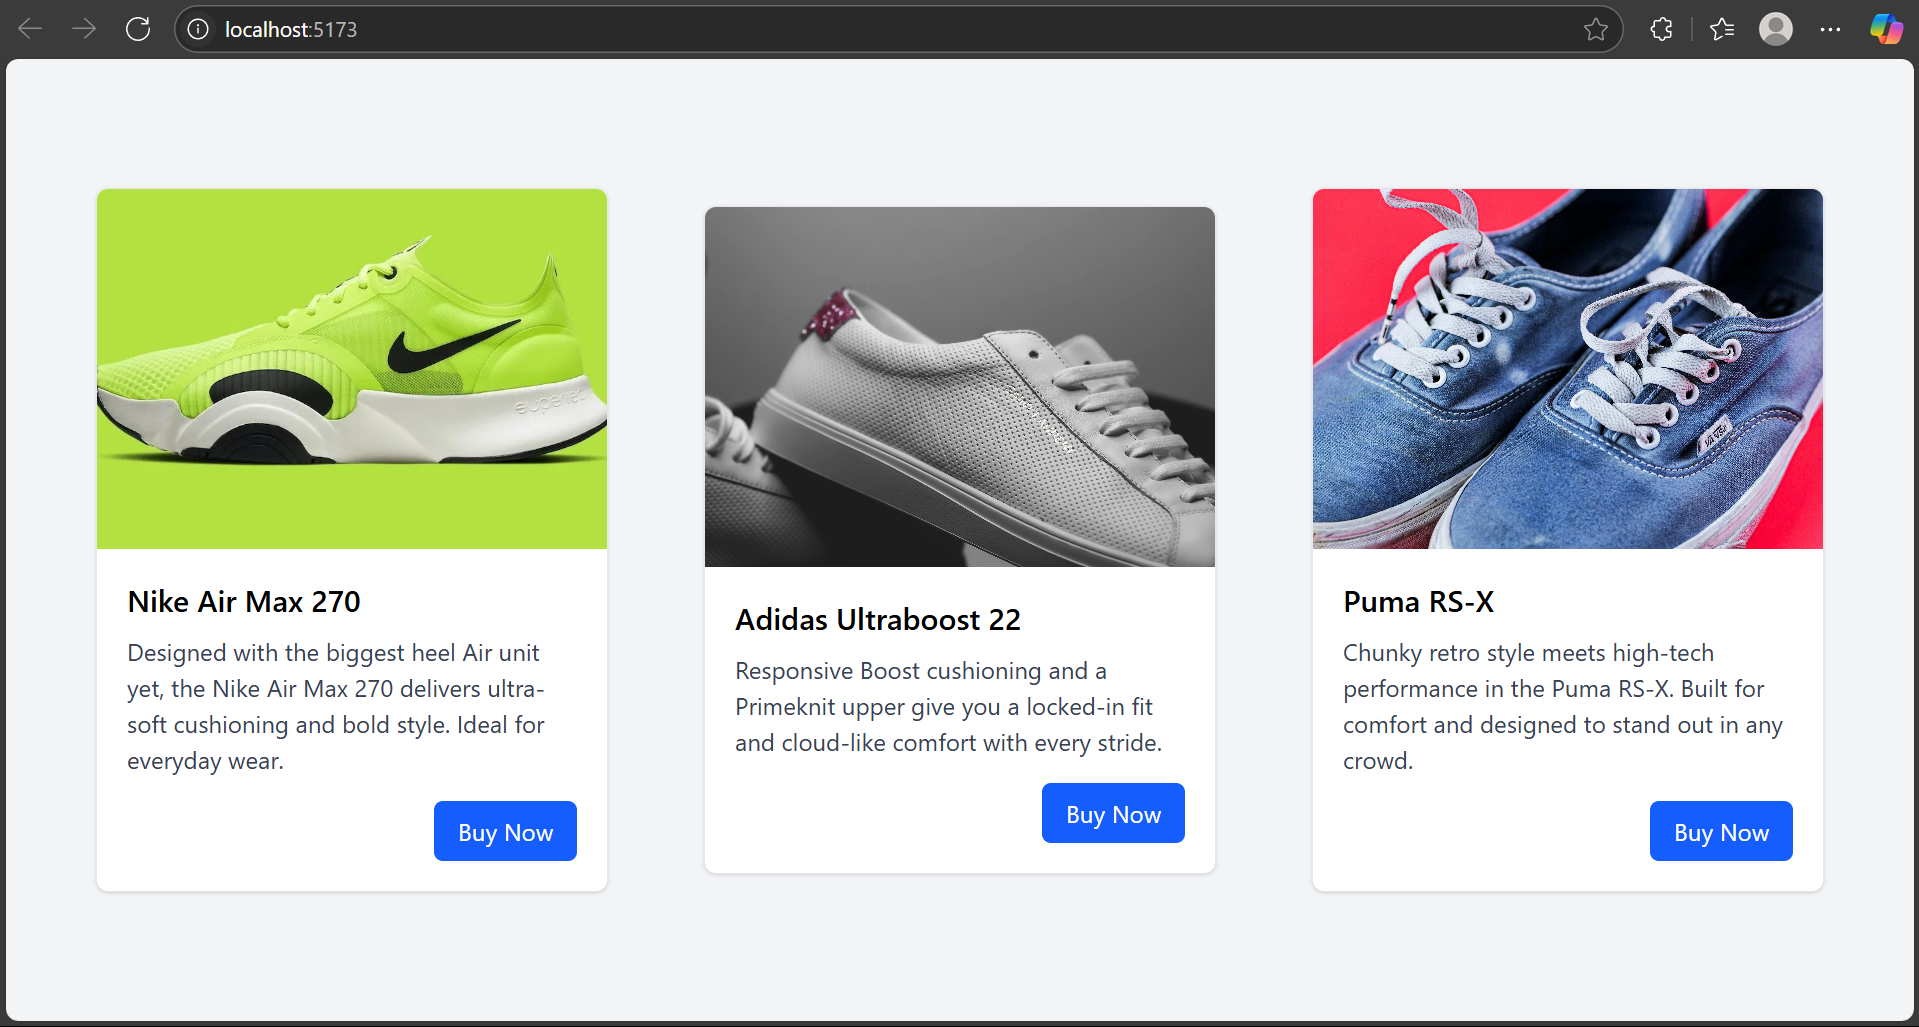 localhost:5173
superrep
Nike Air Max 270
Designed with the biggest heel Air unit
yet, the Nike Air Max 270 delivers ultra-
soft cushioning and bold style. Ideal for
everyday wear.
Buy Now
Adidas Ultraboost 22
Responsive Boost cushioning and a
Primeknit upper give you a locked-in fit
and cloud-like comfort with every stride.
Buy Now
VANS
Puma RS-X
Chunky retro style meets high-tech
performance in the Puma RS-X. Built for
comfort and designed to stand out in any
crowd.
Buy Now